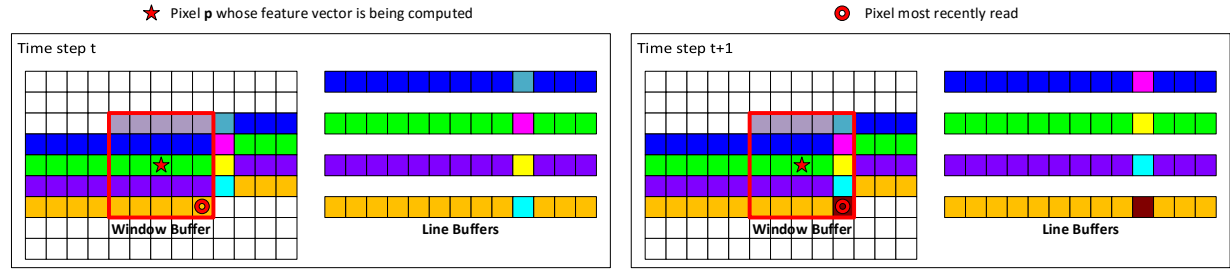 Pixel p whose feature vector is being computed
Pixel most recently read
Time step t
Window Buffer
Line Buffers
Time step t+1
Window Buffer
Line Buffers